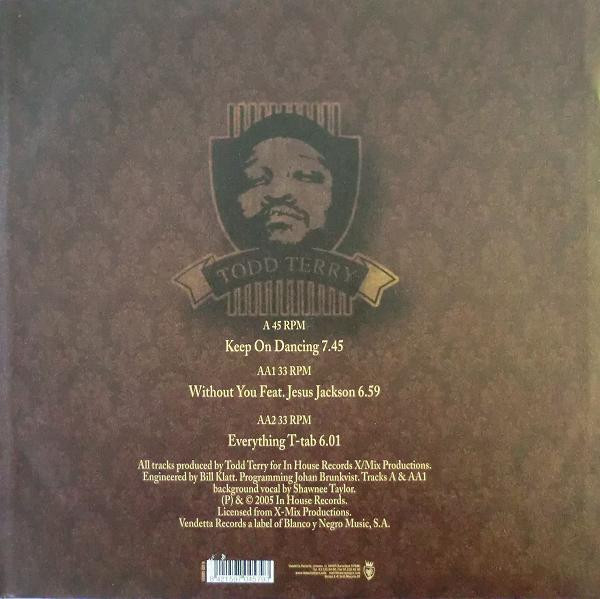 TODD TERRY
A 45 RPM
Keep On Dancing 7.45
AA1 33 RPM
Without You Feat. Jesus Jackson 6.59
AA2 33 RPM
Everything T-tab 6.01
All tracks produced by Todd Terry for In House Records X/Mix Productions.
Engineered by Bill Klatt. Programming Johan Brunkvist. Tracks A & AA1
background vocal by Shawnee Taylor.
(P) & © 2005 In House Records.
Licensed from X-Mix Productions.
Vendetta Records a label of Blanco y Negro Music, S.A.